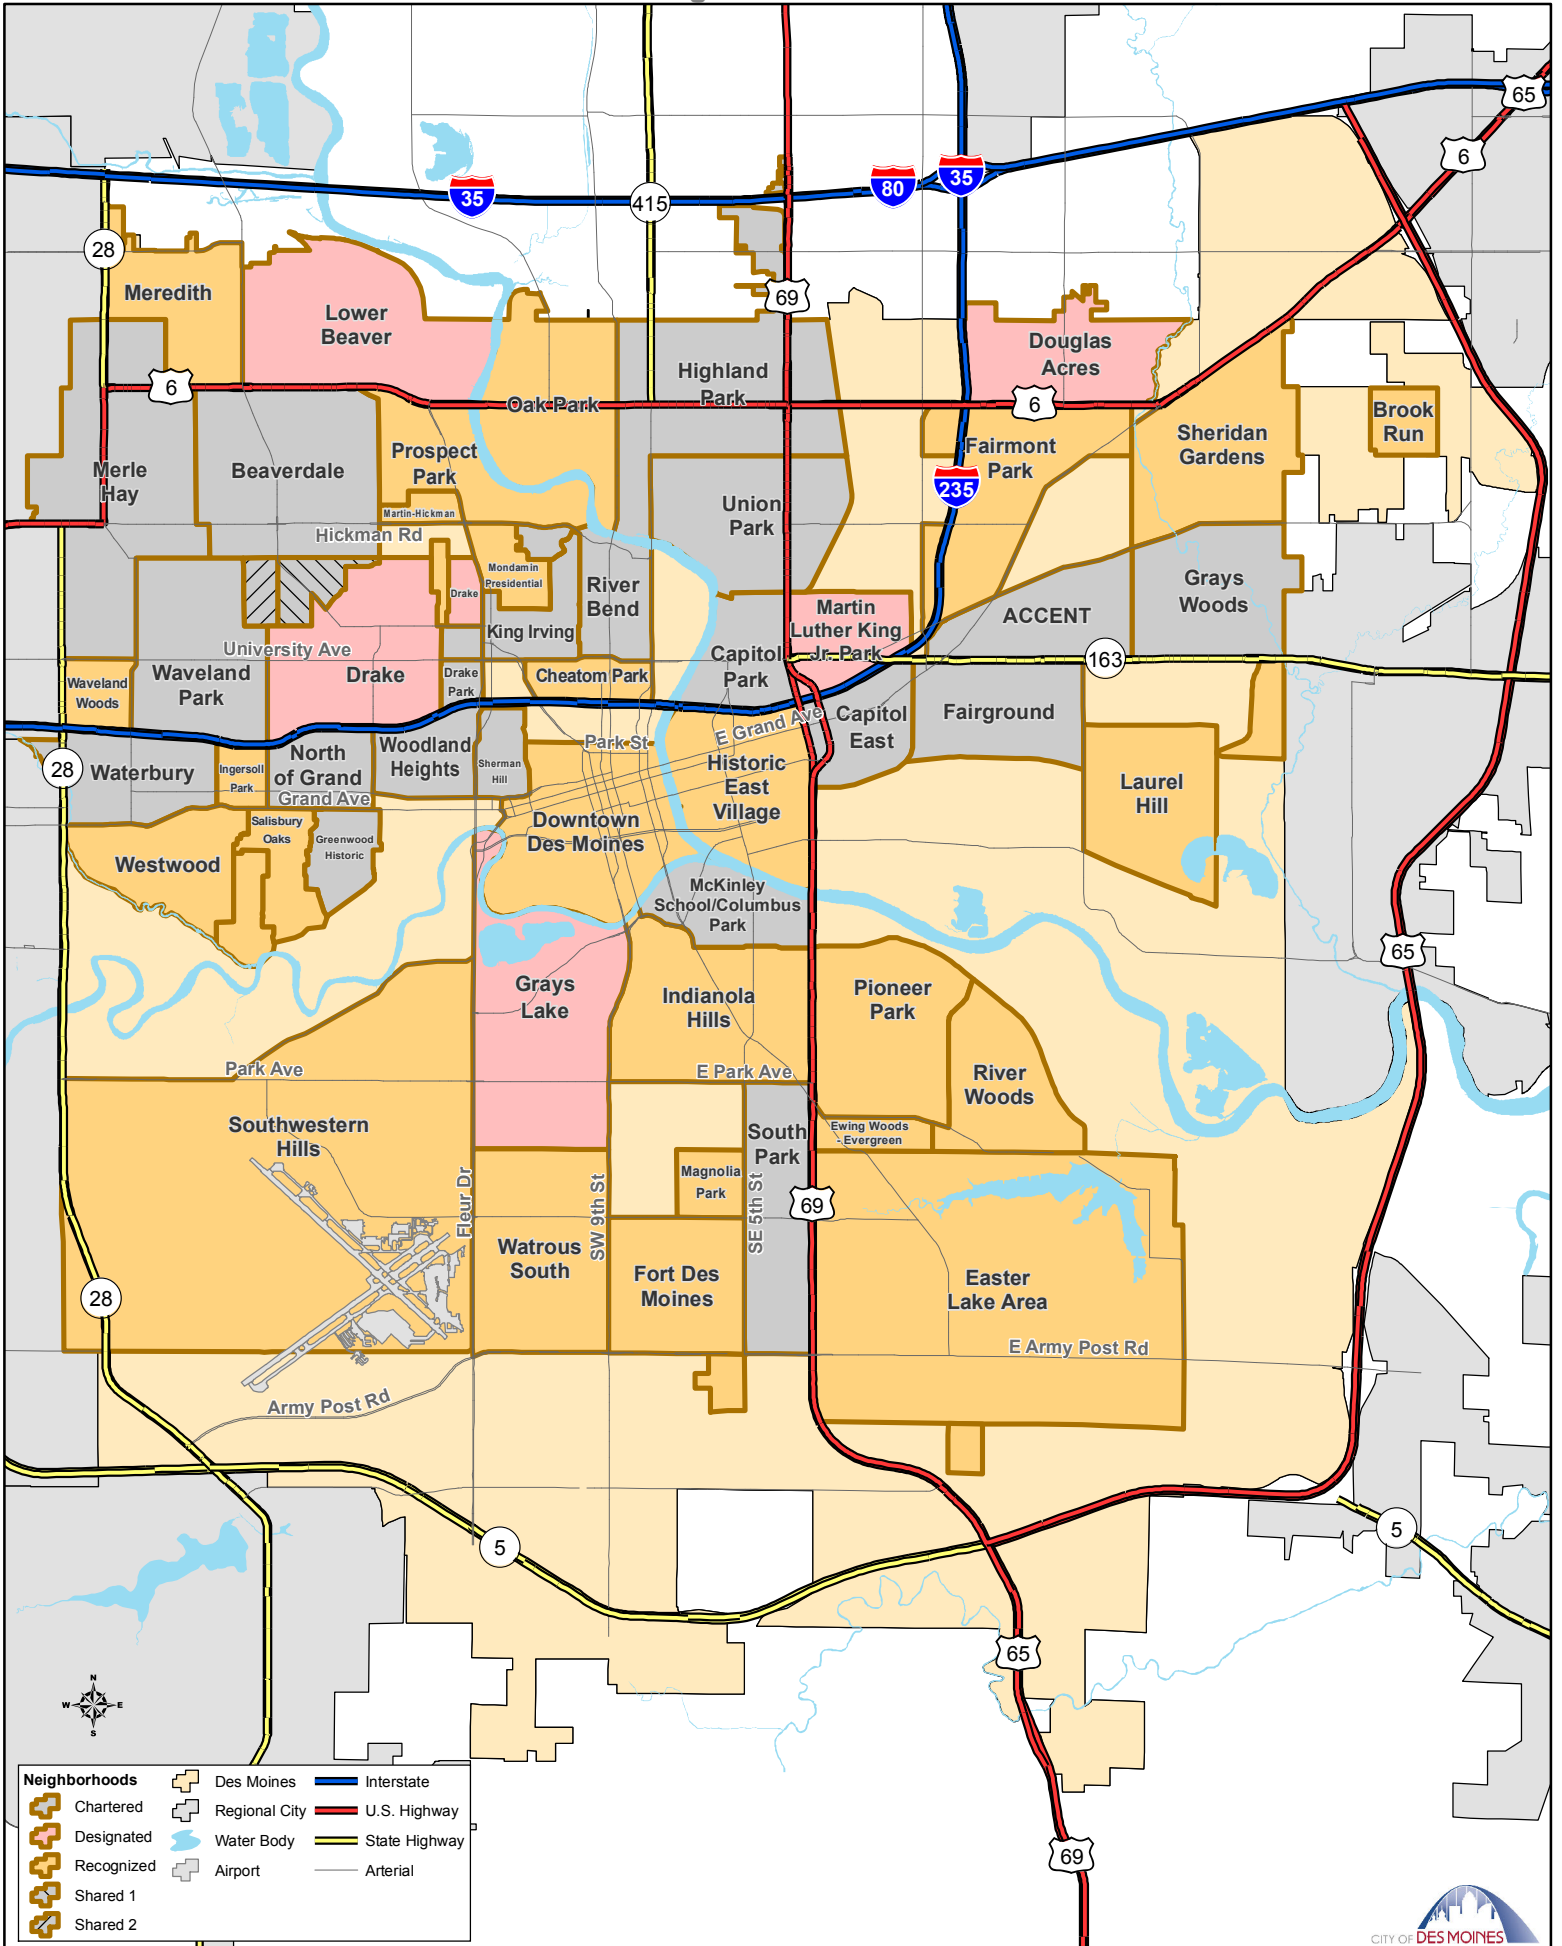 65
6
35
80
35
415
28
69
Meredith
Lower
Beaver
Douglas
Acres
Highland
Park
6
Oak Park
6
Brook
Run
Prospect
Park
Fairmont
Park
Sheridan
Gardens
Merle
Hay
Beaverdale
235
Union
Park
Martin-Hickman
Hickman Rd
Mondamin
Presidential
Drake
River
Bend
Grays
Woods
Martin
Luther King
Jr. Park
ACCENT
King Irving
University Ave
Capitol
Park
163
Waveland
Park
Drake
Drake
Park
Cheatom Park
Waveland
Woods
Capitol
East
Fairground
E Grand Ave
Park St
28
Waterbury
North
of Grand
Woodland
Heights
Sherman
Hill
Ingersoll
Park
Grand Ave
Historic
East
Village
Laurel
Hill
Salisbury
Oaks
Greenwood
Historic
Downtown
Des Moines
Westwood
McKinley
School/Columbus
Park
65
Grays
Lake
Indianola
Hills
Pioneer
Park
Park Ave
E Park Ave
River
Woods
Southwestern
Hills
South
Park
Ewing Woods
- Evergreen
Magnolia
Park
Fleur Dr
SW 9th St
SE 5th St
69
Watrous
South
Fort Des
Moines
Easter
Lake Area
28
E Army Post Rd
Army Post Rd
5
5
65
69
N
W
E
S
Neighborhoods
Chartered
Designated
Recognized
Shared 1
Shared 2
Des Moines
Regional City
Water Body
Airport
Interstate
U.S. Highway
State Highway
Arterial
CITY OF DES MOINES